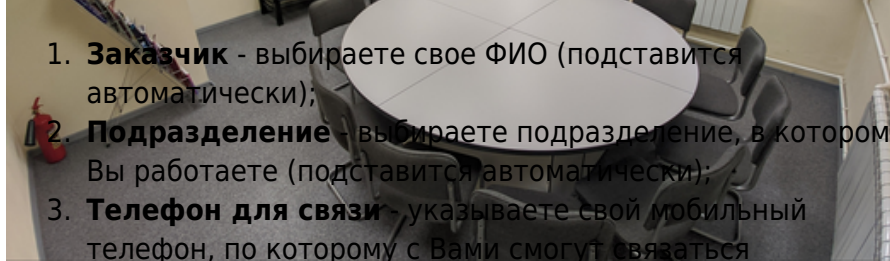 1. Заказчик - выбираете свое ФИО (подставится
автоматически);
2. Подразделение - выбираете подразделение, в котором
Вы работаете (подставится автоматически);
3. Телефон для связи - указываете свой мобильный
телефон, по которому с Вами смогут связаться